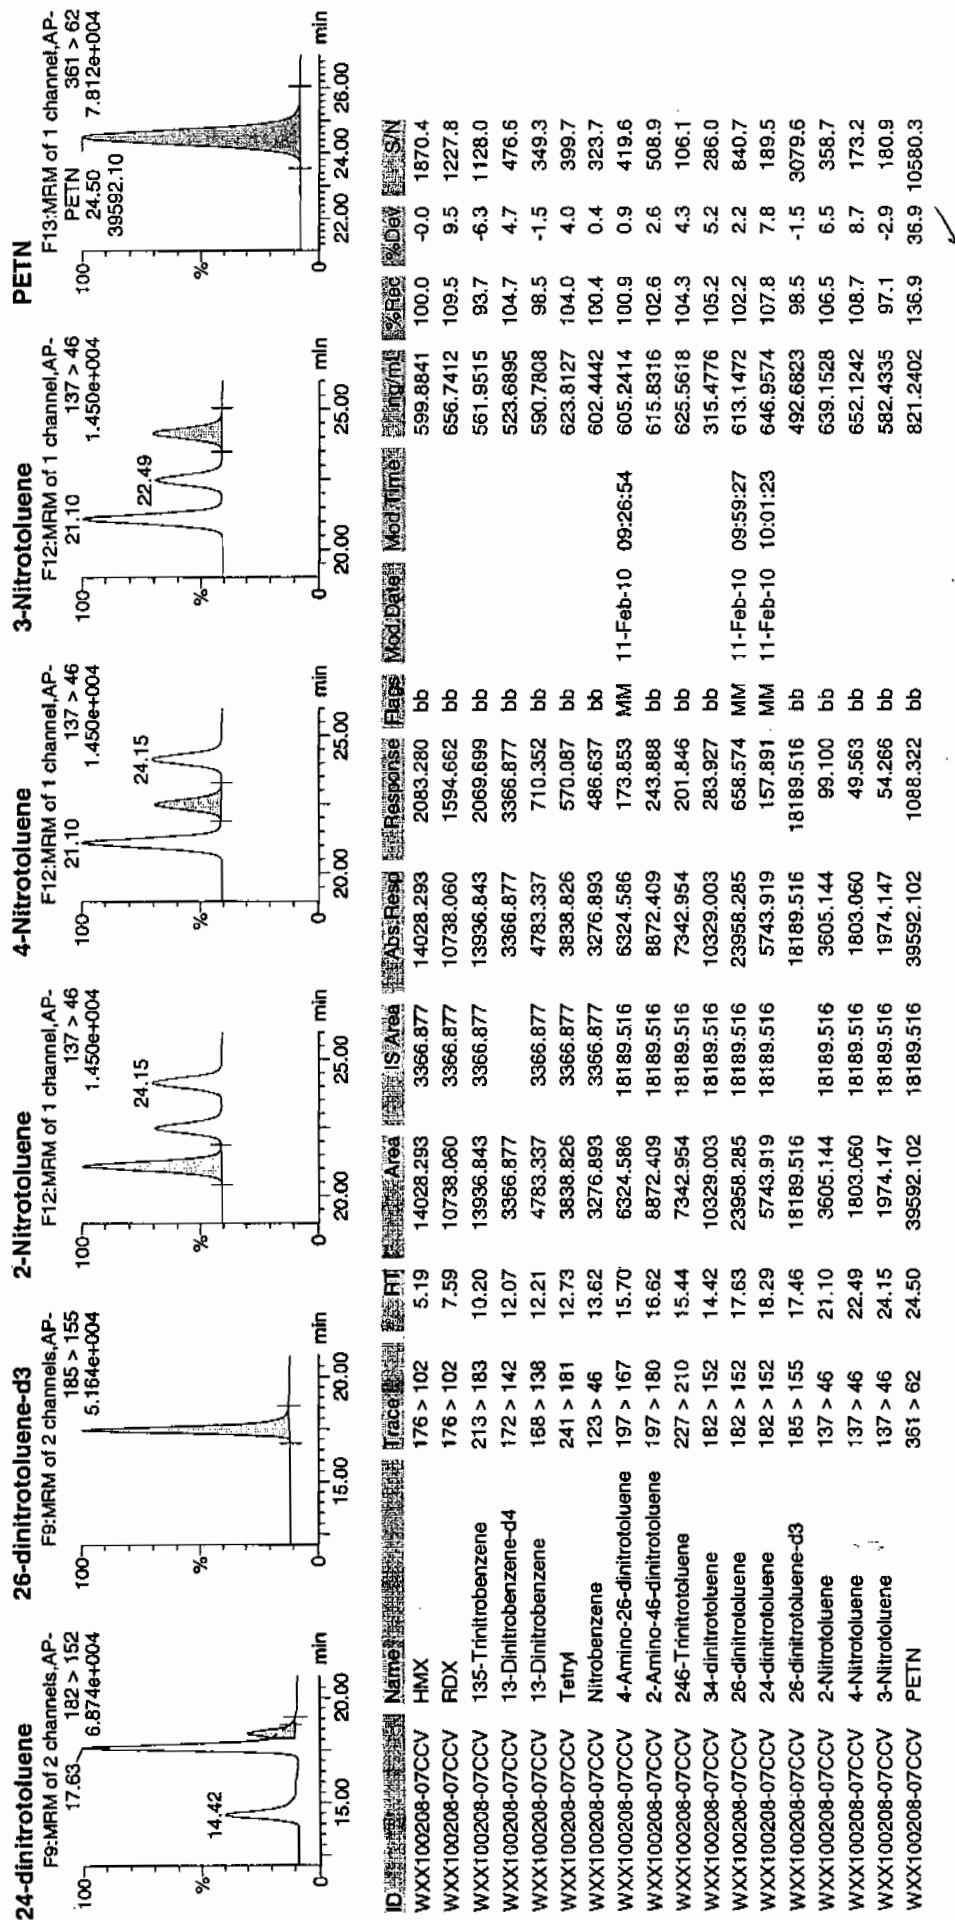 24-dinitrotoluene
F9:MRM of 2 channels,AP-
182 > 152
6.874e+004
17.63
14.42
100
%
0
15.00 20.00 min
26-dinitrotoluene-d3
F9:MRM of 2 channels,AP-
185 > 155
5.164e+004
100
%
0
15.00 20.00
2-Nitrotoluene
F12:MRM of 1 channel,AP-
137 > 46
1.450e+004
24.15
100
%
0
20.00 25.00 min
4-Nitrotoluene
F12:MRM of 1 channel,AP-
137 > 46
1.450e+004
21.10
24.15
100
%
0
20.00 25.00 min
3-Nitrotoluene
F12:MRM of 1 channel,AP-
137 > 46
1.450e+004
21.10
22.49
100
%
0
20.00 25.00 min
PETN
F13:MRM of 1 channel,AP-
361 > 62
7.812e+004
PETN
24.50
39592.10
100
%
0
22.00 24.00 26.00 min
ID Name Trace RT Area IS Area Abs.Resp Response Flags Mod.Date Mod.Time ng/mL %Rec %Dev S/N
WXX100208-07CCV HMX 176 > 102 5.19 14028.293 3366.877 14028.293 2083.280 bb 599.8841 100.0 -0.0 1870.4
WXX100208-07CCV RDX 176 > 102 7.59 10738.060 3366.877 10738.060 1594.662 bb 656.7412 109.5 9.5 1227.8
WXX100208-07CCV 135-Trinitrobenzene 213 > 183 10.20 13936.843 3366.877 13936.843 2069.699 bb 561.9515 93.7 -6.3 1128.0
WXX100208-07CCV 13-Dinitrobenzene-d4 172 > 142 12.07 3366.877 3366.877 3366.877 bb 523.6895 104.7 4.7 476.6
WXX100208-07CCV 13-Dinitrobenzene 168 > 138 12.21 4783.337 3366.877 4783.337 710.352 bb 590.7808 98.5 -1.5 349.3
WXX100208-07CCV Tetryl 241 > 181 12.73 3838.826 3366.877 3838.826 570.087 bb 623.8127 104.0 4.0 399.7
WXX100208-07CCV Nitrobenzene 123 > 46 13.62 3276.893 3366.877 3276.893 486.637 bb 602.4442 100.4 0.4 323.7
WXX100208-07CCV 4-Amino-26-dinitrotoluene 197 > 167 15.70 6324.586 18189.516 6324.586 173.853 MM 11-Feb-10 09:26:54 605.2414 100.9 0.9 419.6
WXX100208-07CCV 2-Amino-46-dinitrotoluene 197 > 180 16.62 8872.409 18189.516 8872.409 243.888 bb 615.8316 102.6 2.6 508.9
WXX100208-07CCV 246-Trinitrotoluene 227 > 210 15.44 7342.954 18189.516 7342.954 201.846 bb 625.5618 104.3 4.3 106.1
WXX100208-07CCV 34-dinitrotoluene 182 > 152 14.42 10329.003 18189.516 10329.003 283.927 bb 315.4776 105.2 5.2 286.0
WXX100208-07CCV 26-dinitrotoluene 182 > 152 17.63 23958.285 18189.516 23958.285 658.574 MM 11-Feb-10 09:59:27 613.1472 102.2 2.2 840.7
WXX100208-07CCV 24-dinitrotoluene 182 > 152 18.29 5743.919 18189.516 5743.919 157.891 MM 11-Feb-10 10:01:23 646.9574 107.8 7.8 189.5
WXX100208-07CCV 26-dinitrotoluene-d3 185 > 155 17.46 18189.516 18189.516 18189.516 bb 492.6823 98.5 -1.5 3079.6
WXX100208-07CCV 2-Nitrotoluene 137 > 46 21.10 3605.144 18189.516 3605.144 99.100 bb 639.1528 106.5 6.5 358.7
WXX100208-07CCV 4-Nitrotoluene 137 > 46 22.49 1803.060 18189.516 1803.060 49.563 bb 652.1242 108.7 8.7 173.2
WXX100208-07CCV 3-Nitrotoluene 137 > 46 24.15 1974.147 18189.516 1974.147 54.266 bb 582.4335 97.1 -2.9 180.9
WXX100208-07CCV PETN 361 > 62 24.50 39592.102 18189.516 39592.102 1088.322 bb 821.2402 136.9 36.9 10580.3